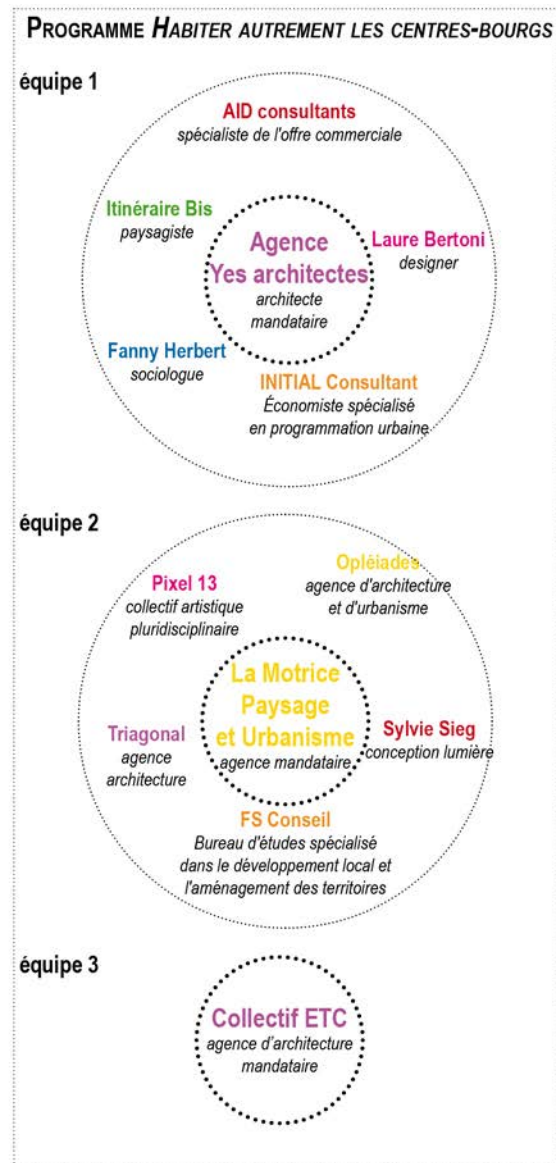 PROGRAMME HABITER AUTREMENT LES CENTRES-BOURGS
équipe 1
AID consultants
spécialiste de l'offre commerciale
Itinéraire Bis
paysagiste
Agence
Yes architectes
architecte
mandataire
Laure Bertoni
designer
Fanny Herbert
sociologue
INITIAL Consultant
Économiste spécialisé
en programmation urbaine
équipe 2
Pixel 13
collectif artistique
pluridisciplinaire
Opléiades
agence d'architecture
et d'urbanisme
La Motrice
Paysage
et Urbanisme
agence mandataire
Triagonal
agence
architecture
Sylvie Sieg
conception lumière
FS Conseil
Bureau d'études spécialisé
dans le développement local et
l'aménagement des territoires
équipe 3
Collectif ETC
agence d'architecture
mandataire